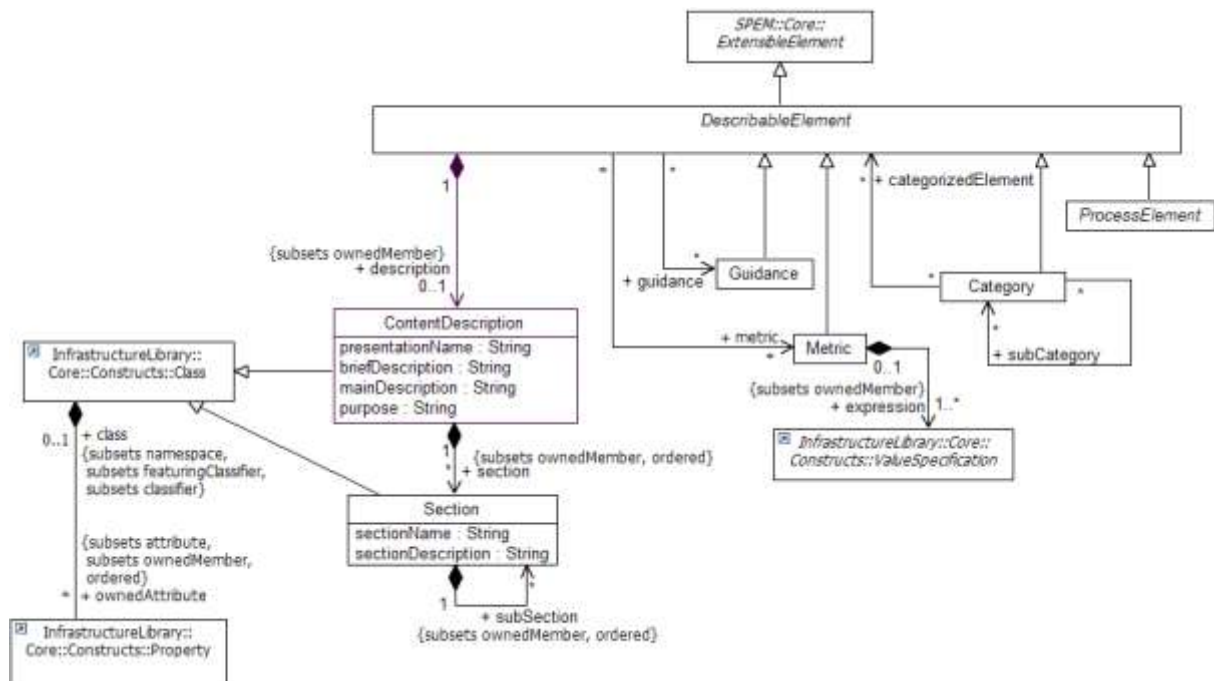 SPEM::Core::
ExtensibleElement
DescribableElement
1
*
*
* + categorizedElement
ProcessElement
{subsets ownedMember}
+ description
0..1
*
+ guidance
Guidance
*
Category
*
*
+ subCategory
ContentDescription
presentationName : String
briefDescription : String
mainDescription : String
purpose : String
+ metric
*
Metric
0..1
{subsets ownedMember}
+ expression
1..*
InfrastructureLibrary::Core::
Constructs::ValueSpecification
InfrastructureLibrary::
Core::Constructs::Class
0..1
+ class
{subsets namespace,
subsets featuringClassifier,
subsets classifier}
1
{subsets ownedMember, ordered}
*
+ section
Section
sectionName : String
sectionDescription : String
{subsets attribute,
subsets ownedMember,
ordered}
* + ownedAttribute
1
*
+ subSection
{subsets ownedMember, ordered}
InfrastructureLibrary::
Core::Constructs::Property